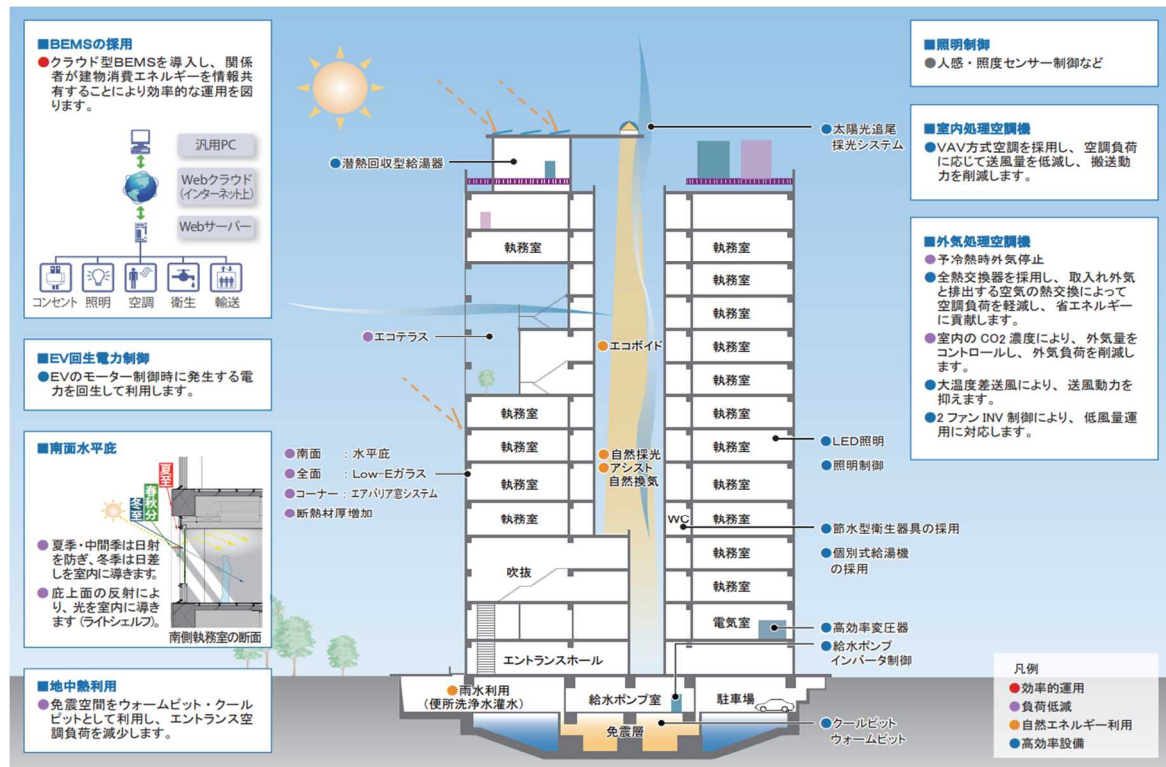 ■BEMSの採用
●クラウド型BEMSを導入し、関係
者が建物消費エネルギーを情報共
有することにより効率的な運用を図
ります。
汎用PC
Webクラウド
(インターネット上)
Webサーバー
コンセント 照明 空調 衛生 輸送
■EV回生電力制御
●EVのモーター制御時に発生する電
力を回生して利用します。
■南面水平庇
夏至
春秋分
冬至
●夏季・中間季は日射
を防ぎ、冬季は日差
しを室内に導きます。
●庇上面の反射によ
り、光を室内に導き
ます(ライトシェルフ)。
南側執務室の断面
■地中熱利用
●免震空間をウォームピット・クール
ピットとして利用し、エントランス空
調負荷を減少します。
●潜熱回収型給湯器
●太陽光追尾
採光システム
執務室
執務室
執務室
執務室
執務室
執務室
●エコテラス
●エコボイド
執務室
執務室
執務室
執務室
執務室
執務室
執務室
執務室
執務室
執務室
執務室
●自然採光
●アシスト
自然換気
●南面 :水平庇
●全面 :Low-Eガラス
●コーナー:エアバリア窓システム
●断熱材厚増加
●LED照明
●照明制御
WC
●節水型衛生器具の採用
●個別式給湯機
の採用
吹抜
電気室
●高効率変圧器
●給水ポンプ
インバータ制御
エントランスホール
●雨水利用
(便所洗浄水灌水)
給水ポンプ室
駐車場
免震層
●クールピット
ウォームピット
■照明制御
●人感・照度センサー制御など
■室内処理空調機
●VAV方式空調を採用し、空調負荷
に応じて送風量を低減し、搬送動
力を削減します。
■外気処理空調機
●予冷熱時外気停止
●全熱交換器を採用し、取入れ外気
と排出する空気の熱交換によって
空調負荷を軽減し、省エネルギー
に貢献します。
●室内のCO2濃度により、外気量を
コントロールし、外気負荷を削減しま
す。
●大温度差送風により、送風動力を
抑えます。
●2ファンINV制御により、低風量運
用に対応します。
凡例
●効率的運用
●負荷低減
●自然エネルギー利用
●高効率設備